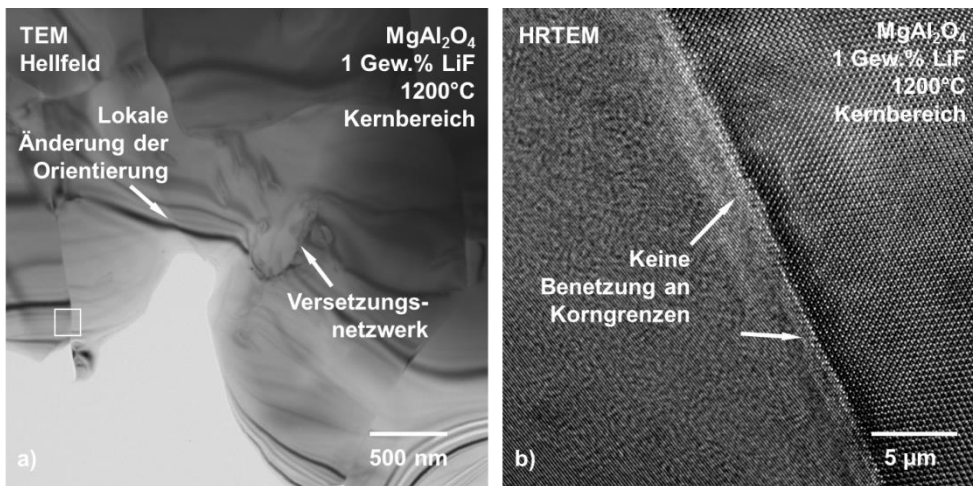 TEM
Hellfeld
MgAl₂O₄
1 Gew.% LiF
1200°C
Kernbereich
Lokale
Änderung der
Orientierung
Versetzungs-
netzwerk
500 nm
a)
HRTEM
MgAl₂O₄
1 Gew.% LiF
1200°C
Kernbereich
Keine
Benetzung an
Korngrenzen
5 µm
b)